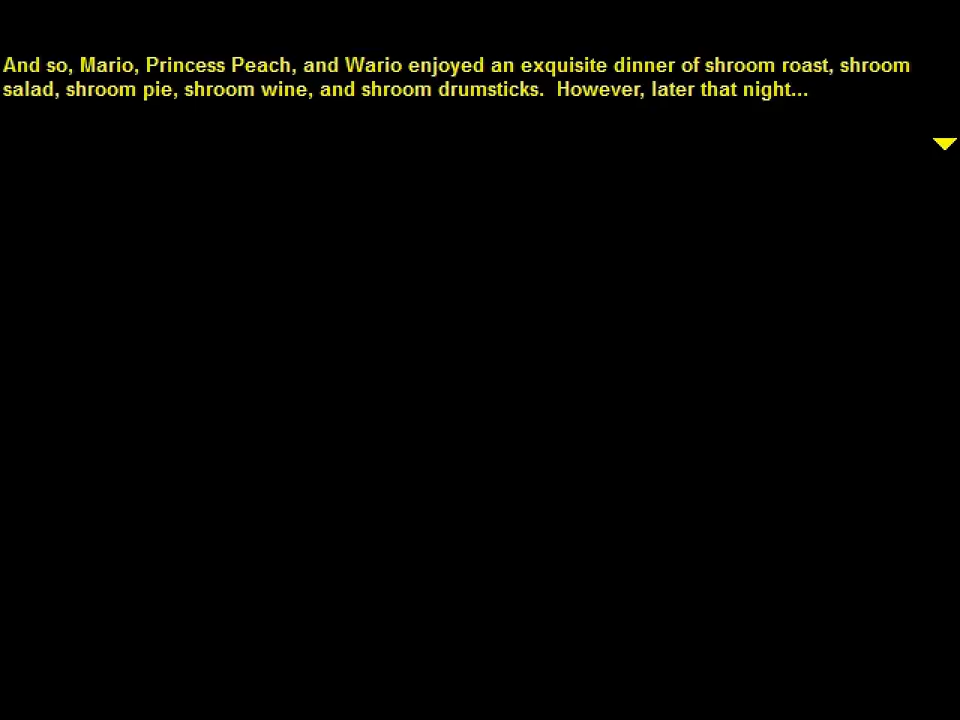 And so, Mario, Princess Peach, and Wario enjoyed an exquisite dinner of shroom roast, shroom
salad, shroom pie, shroom wine, and shroom drumsticks.  However, later that night...